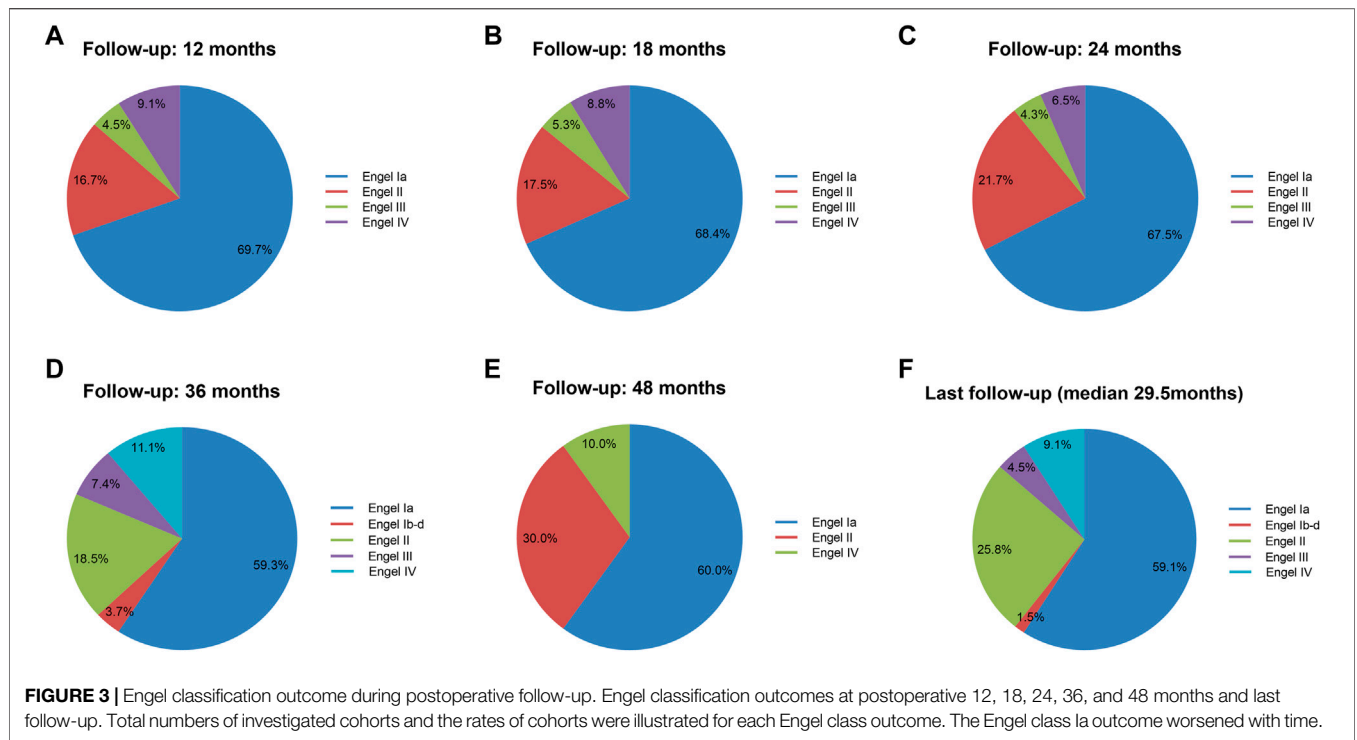 A
Follow-up: 12 months
9.1%
4.5%
16.7%
69.7%
Engel Ia
Engel II
Engel III
Engel IV
B
Follow-up: 18 months
8.8%
5.3%
17.5%
68.4%
Engel Ia
Engel II
Engel III
Engel IV
C
Follow-up: 24 months
6.5%
4.3%
21.7%
67.5%
Engel Ia
Engel II
Engel III
Engel IV
D
Follow-up: 36 months
11.1%
7.4%
18.5%
3.7%
59.3%
Engel Ia
Engel Ib-d
Engel II
Engel III
Engel IV
E
Follow-up: 48 months
10.0%
30.0%
60.0%
Engel Ia
Engel II
Engel IV
F
Last follow-up (median 29.5months)
9.1%
4.5%
25.8%
1.5%
59.1%
Engel Ia
Engel Ib-d
Engel II
Engel III
Engel IV
FIGURE 3 | Engel classification outcome during postoperative follow-up. Engel classification outcomes at postoperative 12, 18, 24, 36, and 48 months and last
follow-up. Total numbers of investigated cohorts and the rates of cohorts were illustrated for each Engel class outcome. The Engel class Ia outcome worsened with time.